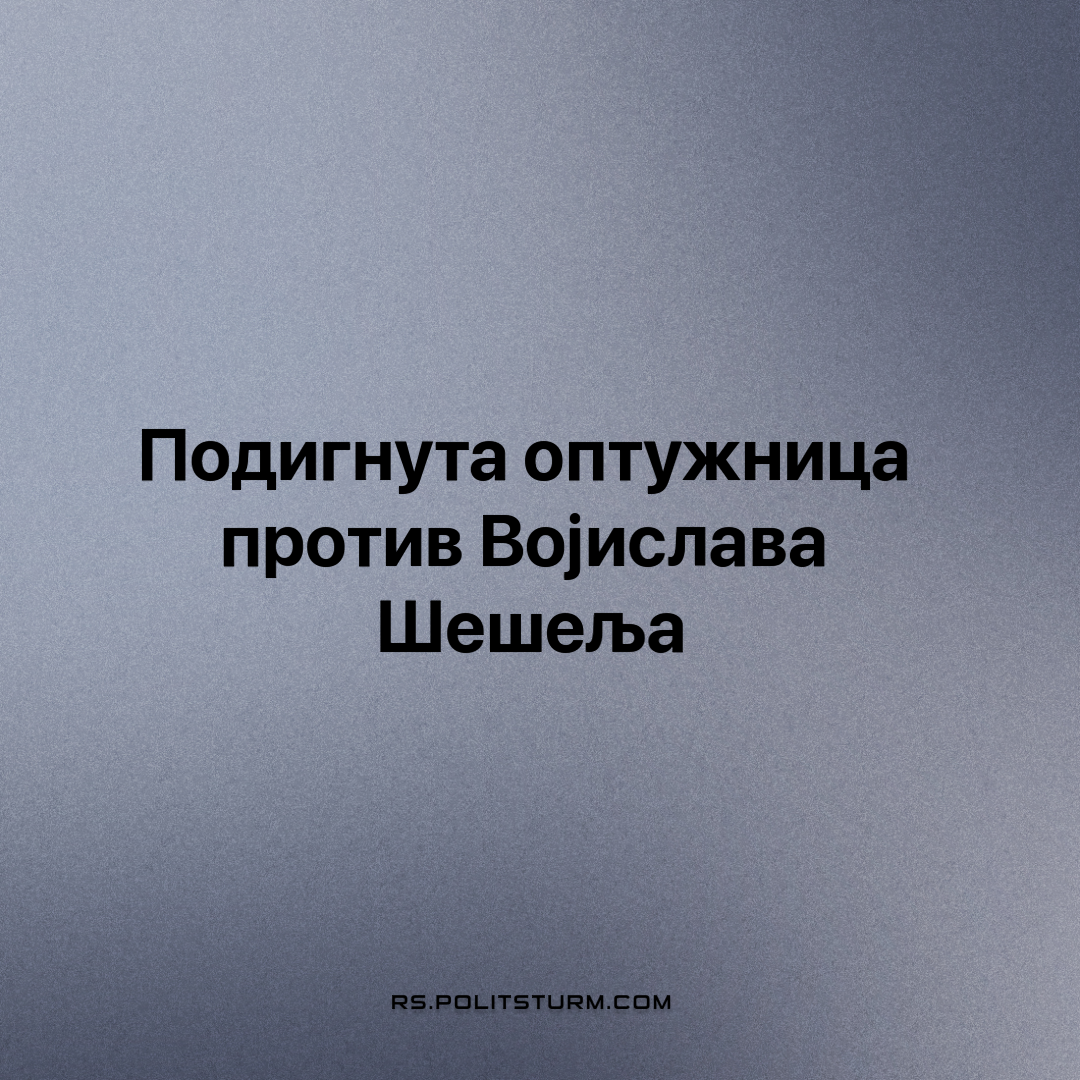 Подигнута оптужница
против Војислава
Шешеља
RS.POLITSTURM.COM